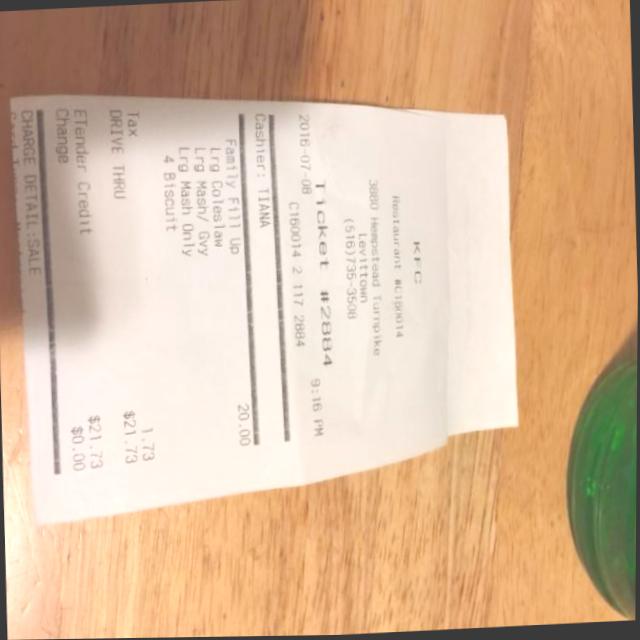 KFC
Restaurant #C180014
3880 Hempstead Turnpike
Levittown
(516)735-3508
Ticket #2884
2016-07-08 9:16 PM
C180014 2 117 2884
Cashier: TIANA
Family Fill Up 20.00
Lrg Coleslaw
Lrg Mash/ Gvy
Lrg Mash Only
4 Biscuit
Tax 1.73
DRIVE THRU $21.73
ETender Credit $21.73
Change $0.00
CHARGE DETAIL:SALE